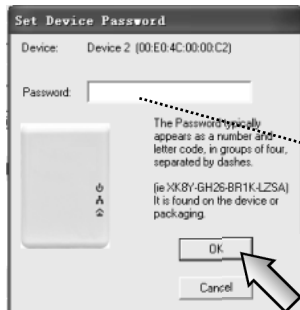 Set Device Password
Device: Device 2 (00:E0:4C:00:00:C2)
Password:
The Password typically
appears as a number and
letter code, in groups of four,
separated by dashes.
(ie XK8Y-GH26-BR1K-LZSA)
It is found on the device or
packaging.
OK
Cancel